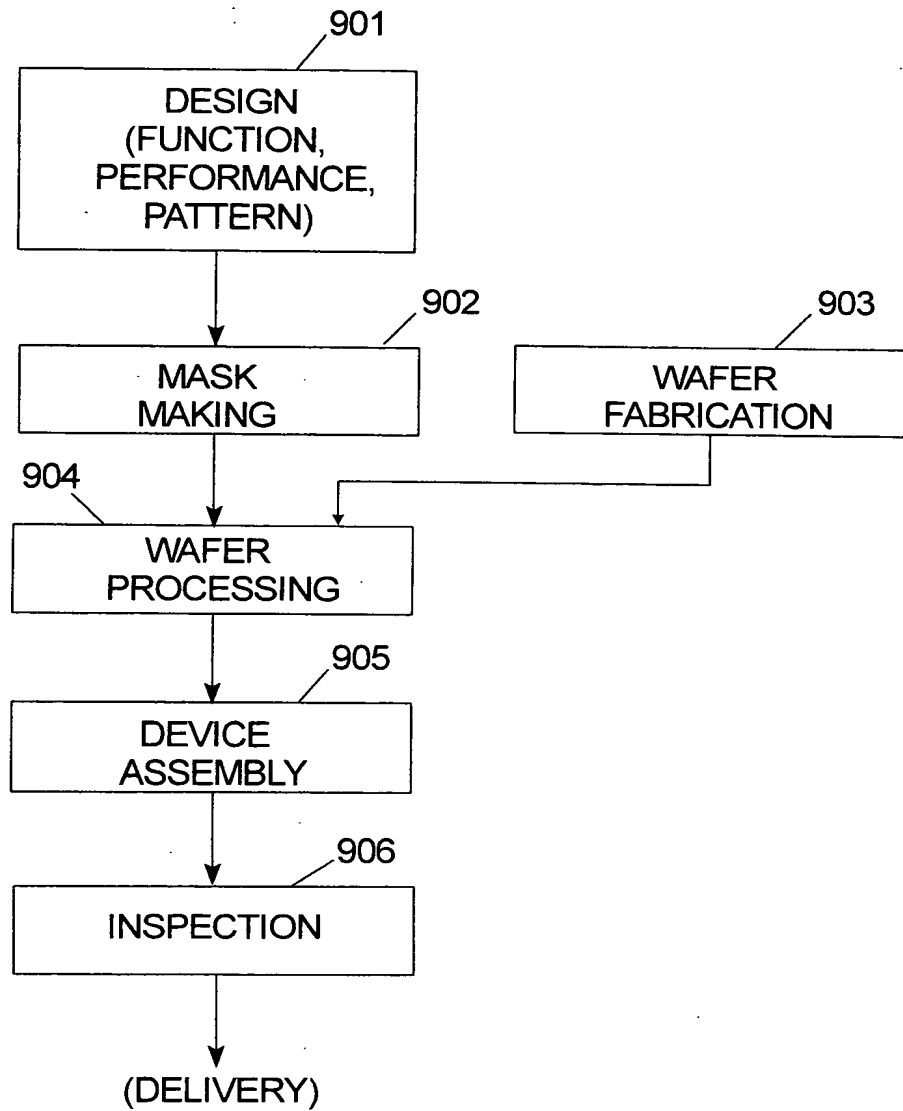 901
DESIGN
(FUNCTION,
PERFORMANCE,
PATTERN)
902
MASK
MAKING
903
WAFER
FABRICATION
904
WAFER
PROCESSING
905
DEVICE
ASSEMBLY
906
INSPECTION
(DELIVERY)